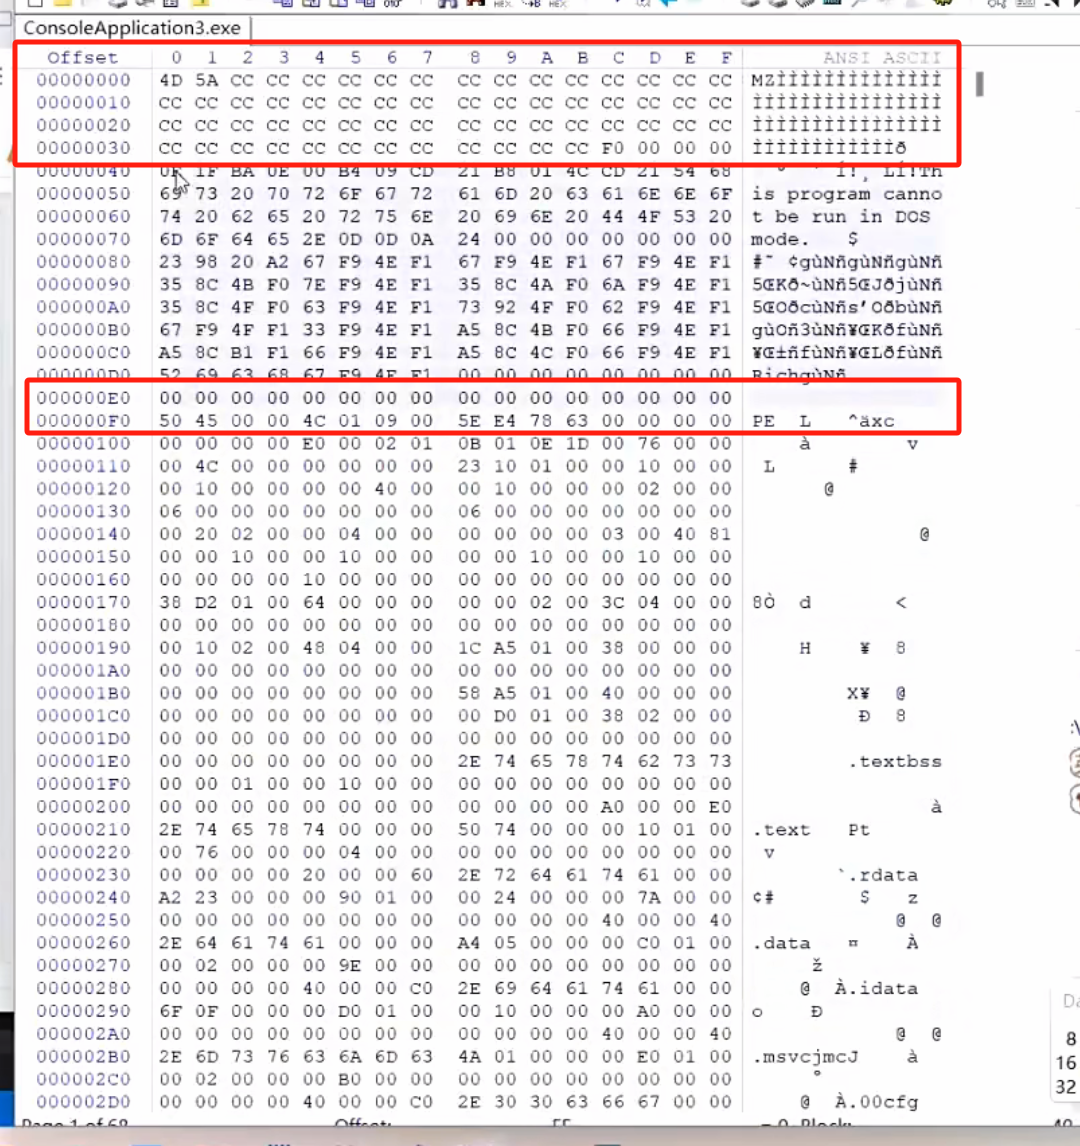 ConsoleApplication3.exe
Offset 0 1 2 3 4 5 6 7 8 9 A B C D E F ANSI ASCII
00000000 4D 5A CC CC CC CC CC CC CC CC CC CC CC CC CC CC MZÌÌÌÌÌÌÌÌÌÌÌÌÌÌ
00000010 CC CC CC CC CC CC CC CC CC CC CC CC CC CC CC CC ÌÌÌÌÌÌÌÌÌÌÌÌÌÌÌÌ
00000020 CC CC CC CC CC CC CC CC CC CC CC CC CC CC CC CC ÌÌÌÌÌÌÌÌÌÌÌÌÌÌÌÌ
00000030 CC CC CC CC CC CC CC CC CC CC CC CC F0 00 00 00 ÌÌÌÌÌÌÌÌÌÌÌÌð
00000040 0E 1F BA 0E 00 B4 09 CD 21 B8 01 4C CD 21 54 68 º ´ Í!¸ LÍ!Th
00000050 69 73 20 70 72 6F 67 72 61 6D 20 63 61 6E 6E 6F is program canno
00000060 74 20 62 65 20 72 75 6E 20 69 6E 20 44 4F 53 20 t be run in DOS
00000070 6D 6F 64 65 2E 0D 0D 0A 24 00 00 00 00 00 00 00 mode. $
00000080 23 98 20 A2 67 F9 4E F1 67 F9 4E F1 67 F9 4E F1 #˜ ¢gùNñgùNñgùNñ
00000090 35 8C 4B F0 7E F9 4E F1 35 8C 4A F0 6A F9 4E F1 5ŒKð~ùNñ5ŒJðjùNñ
000000A0 35 8C 4F F0 63 F9 4E F1 73 92 4F F0 62 F9 4E F1 5ŒOðcùNñs’OðbùNñ
000000B0 67 F9 4F F1 33 F9 4E F1 A5 8C 4B F0 66 F9 4E F1 gùOñ3ùNñ¥ŒKðfùNñ
000000C0 A5 8C B1 F1 66 F9 4E F1 A5 8C 4C F0 66 F9 4E F1 ¥Œ±ñfùNñ¥ŒLðfùNñ
000000D0 52 69 63 68 67 F9 4E F1 00 00 00 00 00 00 00 00 RichgùNñ
000000E0 00 00 00 00 00 00 00 00 00 00 00 00 00 00 00 00
000000F0 50 45 00 00 4C 01 09 00 5E E4 78 63 00 00 00 00 PE L ^äxc
00000100 00 00 00 00 E0 00 02 01 0B 01 0E 1D 00 76 00 00 à v
00000110 00 4C 00 00 00 00 00 00 23 10 01 00 00 10 00 00 L #
00000120 00 10 00 00 00 00 40 00 00 10 00 00 00 02 00 00 @
00000130 06 00 00 00 00 00 00 00 06 00 00 00 00 00 00 00
00000140 00 20 02 00 00 04 00 00 00 00 00 00 03 00 40 81 @
00000150 00 00 10 00 00 10 00 00 00 00 10 00 00 10 00 00
00000160 00 00 00 00 10 00 00 00 00 00 00 00 00 00 00 00
00000170 38 D2 01 00 64 00 00 00 00 00 02 00 3C 04 00 00 8Ò d <
00000180 00 00 00 00 00 00 00 00 00 00 00 00 00 00 00 00
00000190 00 10 02 00 48 04 00 00 1C A5 01 00 38 00 00 00 H ¥ 8
000001A0 00 00 00 00 00 00 00 00 00 00 00 00 00 00 00 00
000001B0 00 00 00 00 00 00 00 00 58 A5 01 00 40 00 00 00 X¥ @
000001C0 00 00 00 00 00 00 00 00 00 D0 01 00 38 02 00 00 Ð 8
000001D0 00 00 00 00 00 00 00 00 00 00 00 00 00 00 00 00
000001E0 00 00 00 00 00 00 00 00 2E 74 65 78 74 62 73 73 .textbss
000001F0 00 00 01 00 00 10 00 00 00 00 00 00 00 00 00 00
00000200 00 00 00 00 00 00 00 00 00 00 00 00 A0 00 00 E0 à
00000210 2E 74 65 78 74 00 00 00 50 74 00 00 00 10 01 00 .text Pt
00000220 00 76 00 00 00 04 00 00 00 00 00 00 00 00 00 00 v
00000230 00 00 00 00 20 00 00 60 2E 72 64 61 74 61 00 00 `.rdata
00000240 A2 23 00 00 00 90 01 00 00 24 00 00 00 7A 00 00 ¢# $ z
00000250 00 00 00 00 00 00 00 00 00 00 00 00 40 00 00 40 @ @
00000260 2E 64 61 74 61 00 00 00 A4 05 00 00 00 C0 01 00 .data ¤ À
00000270 00 02 00 00 00 9E 00 00 00 00 00 00 00 00 00 00 ž
00000280 00 00 00 00 40 00 00 C0 2E 69 64 61 74 61 00 00 @ À.idata
00000290 6F 0F 00 00 00 D0 01 00 00 10 00 00 00 A0 00 00 o Ð
000002A0 00 00 00 00 00 00 00 00 00 00 00 00 40 00 00 40 @ @
000002B0 2E 6D 73 76 63 6A 6D 63 4A 01 00 00 00 E0 01 00 .msvcjmcJ à
000002C0 00 02 00 00 00 B0 00 00 00 00 00 00 00 00 00 00 °
000002D0 00 00 00 00 40 00 00 C0 2E 30 30 63 66 67 00 00 @ À.00cfg
Page 1 of 68 Offset: FF = 0 Block:
8
16
32